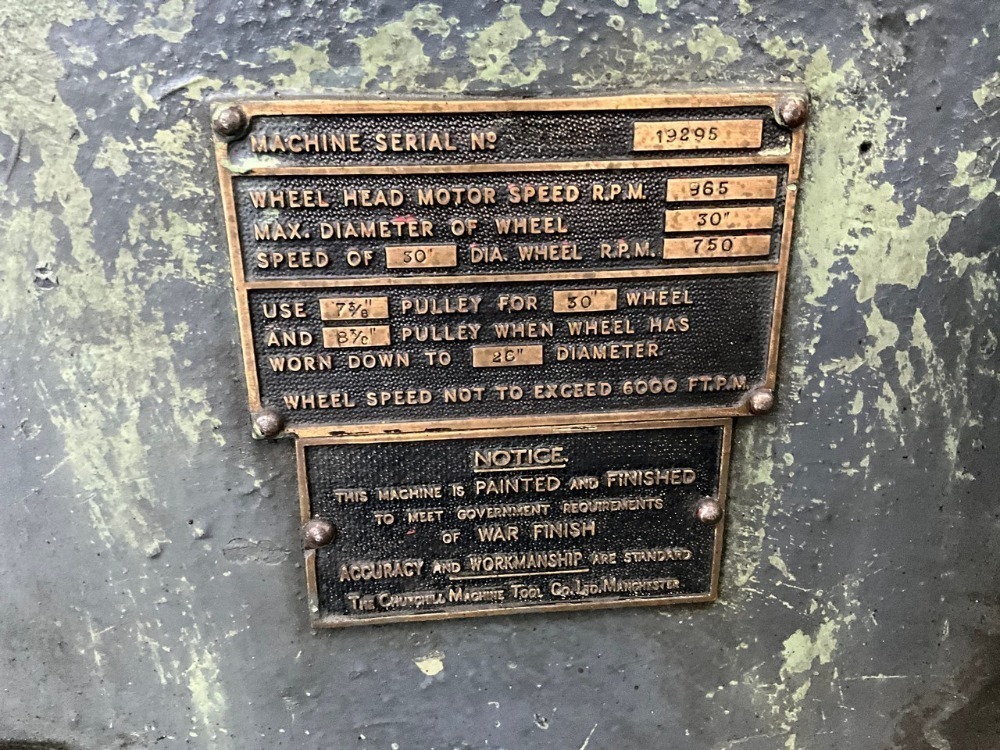 MACHINE SERIAL Nº 19295
WHEEL HEAD MOTOR SPEED R.P.M. 965
MAX. DIAMETER OF WHEEL 30"
SPEED OF 30" DIA. WHEEL R.P.M. 750
USE 7⅝" PULLEY FOR 30" WHEEL
AND PULLEY WHEN WHEEL HAS
WORN DOWN TO 26" DIAMETER
WHEEL SPEED NOT TO EXCEED 6000 FT.P.M.
NOTICE.
THIS MACHINE IS PAINTED AND FINISHED
TO MEET GOVERNMENT REQUIREMENTS
OF WAR FINISH
ACCURACY AND WORKMANSHIP ARE STANDARD
THE CHURCHILL MACHINE TOOL CO. LTD. MANCHESTER